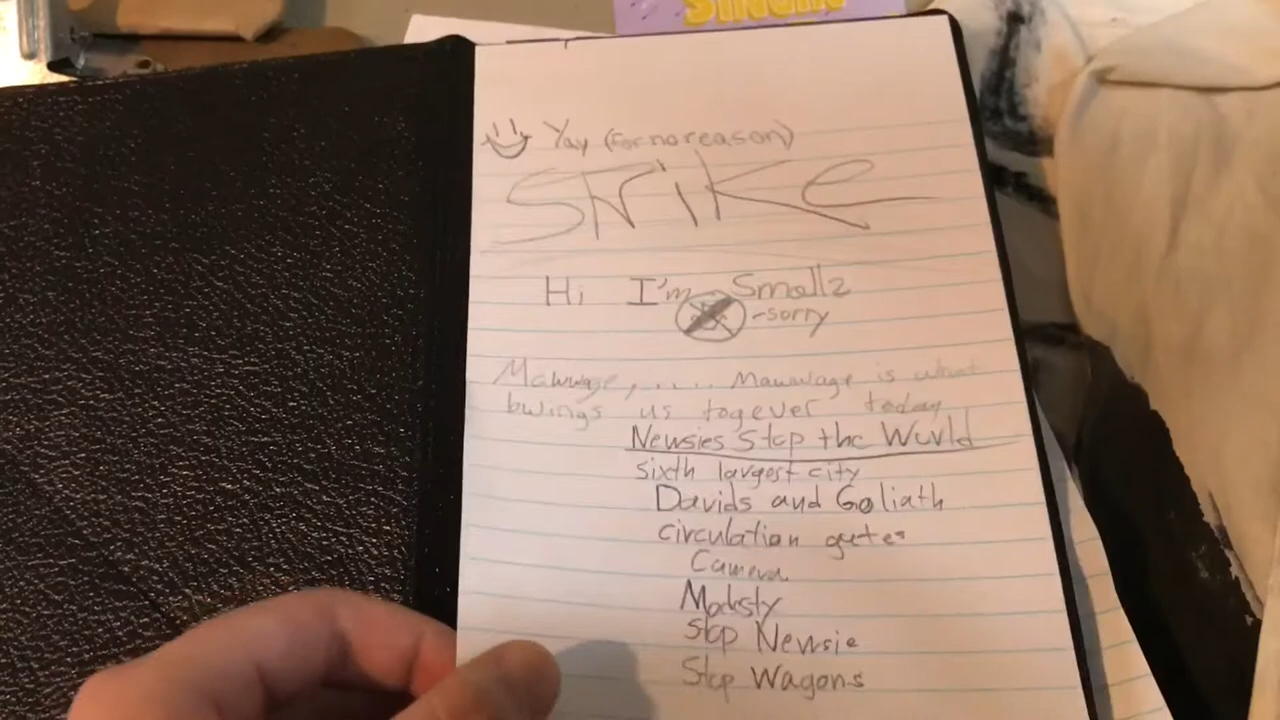 Yay (for no reason)
STRIKE
Hi I'm Smallz
-sorry
Mawwage, ..... Mawwage is what
bwings us togever today
Newsies Stop the World
sixth largest city
Davids and Goliath
circulation gates
Camera
Modesty
Stop Newsie
Stop Wagons